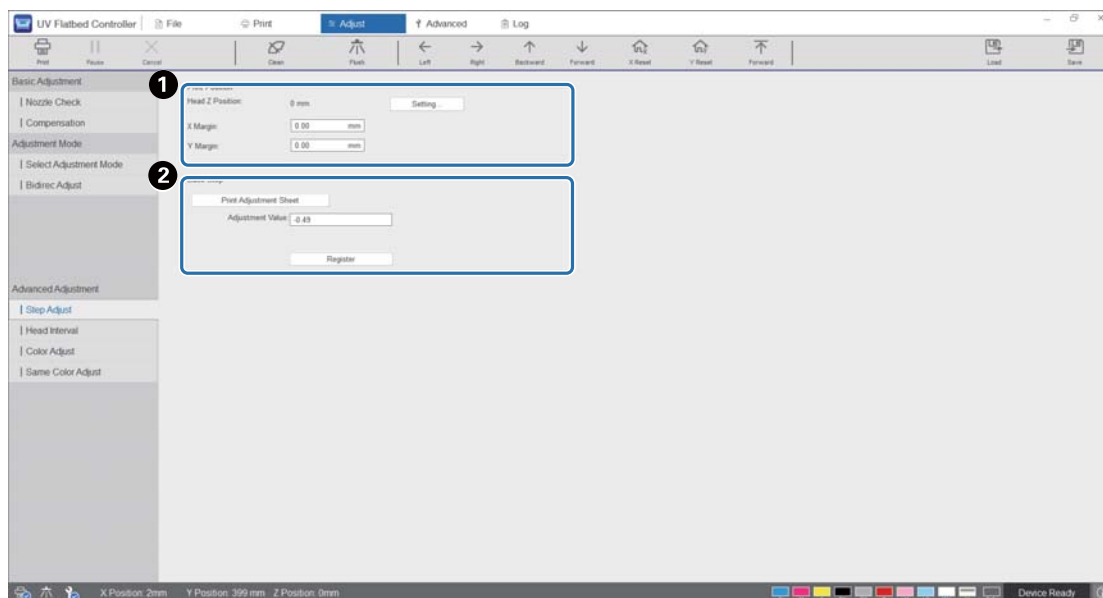 UV Flatbed Controller File Print Adjust Advanced Log
Print Pause Cancel Clean Flush Left Right Backward Forward X Reset Y Reset Forward Load Save
Basic Adjustment
Nozzle Check
Compensation
Adjustment Mode
Select Adjustment Mode
Bidirec Adjust
Advanced Adjustment
Step Adjust
Head Interval
Color Adjust
Same Color Adjust
1
Head Z Position: 0 mm Setting...
X Margin: 0.00 mm
Y Margin: 0.00 mm
2
Print Adjustment Sheet
Adjustment Value: -0.49
Register
X Position: 2mm Y Position: 399 mm Z Position: 0mm Device Ready